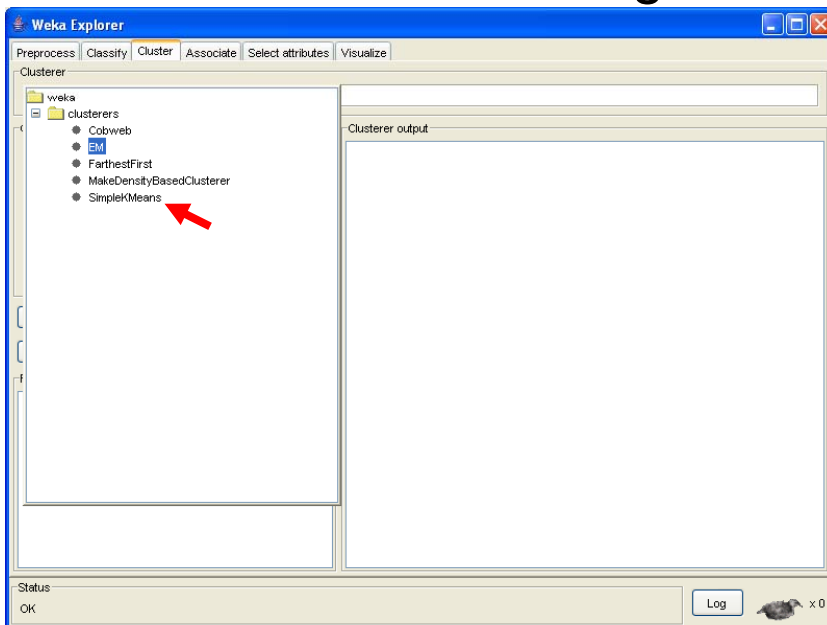 g
Weka Explorer
Preprocess Classify Cluster Associate Select attributes Visualize
Clusterer
weka
clusterers
Cobweb
EM
FarthestFirst
MakeDensityBasedClusterer
SimpleKMeans
Clusterer output
Status
OK
Log
x 0